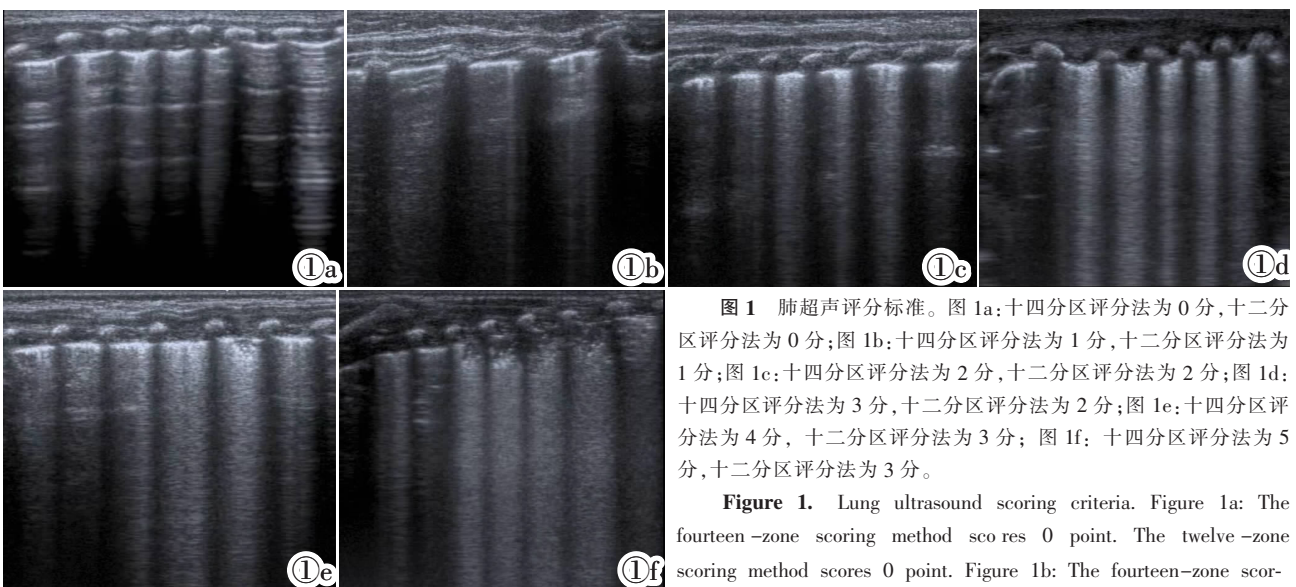 ①a
①b
①c
①d
①e
①f
图 1 肺超声评分标准。图 1a:十四分区评分法为 0 分,十二分
区评分法为 0 分;图 1b:十四分区评分法为 1 分,十二分区评分法为
1 分;图 1c:十四分区评分法为 2 分,十二分区评分法为 2 分;图 1d:
十四分区评分法为 3 分,十二分区评分法为 2 分;图 1e:十四分区评
分法为 4 分, 十二分区评分法为 3 分; 图 1f: 十四分区评分法为 5
分,十二分区评分法为 3 分。
Figure 1. Lung ultrasound scoring criteria. Figure 1a: The
fourteen-zone scoring method sco res 0 point. The twelve-zone
scoring method scores 0 point. Figure 1b: The fourteen-zone scor-